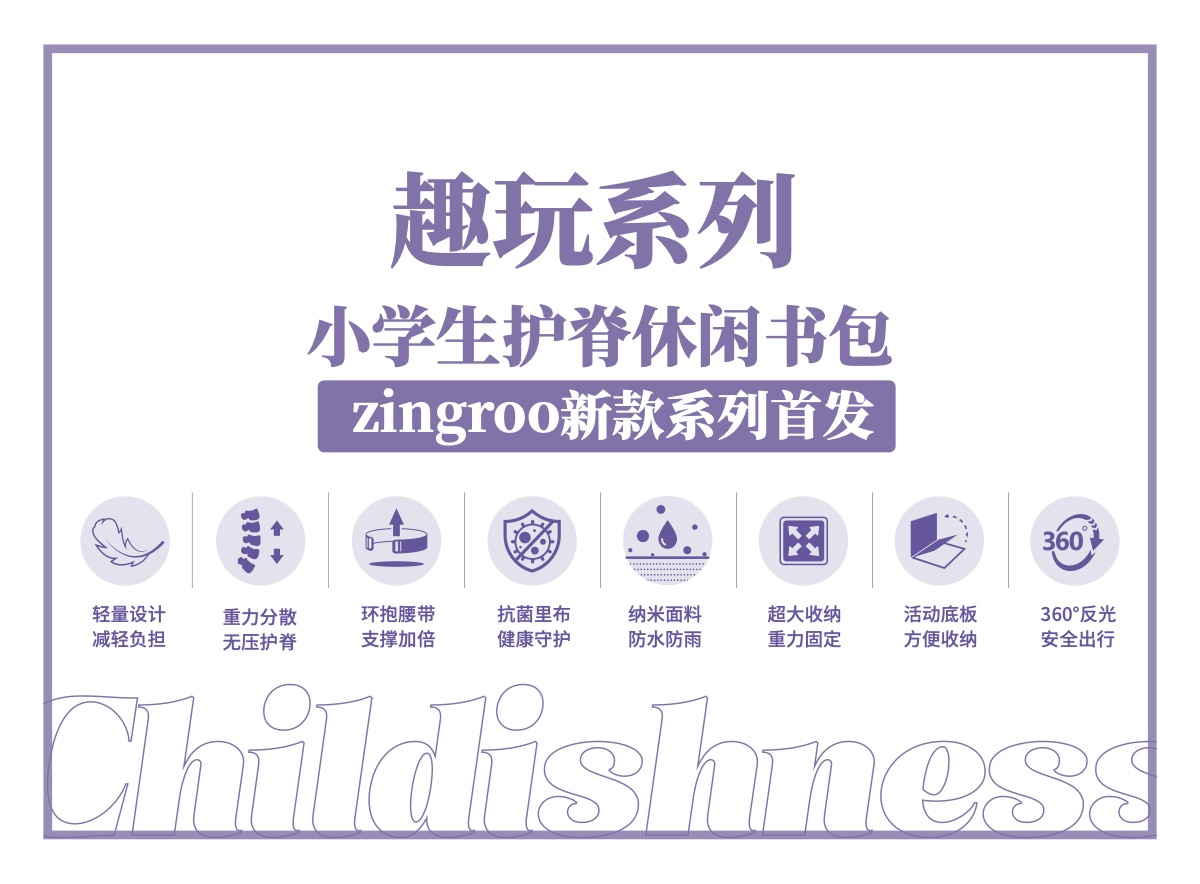 趣玩系列
小学生护脊休闲书包
zingroo新款系列首发
360°
轻量设计
减轻负担
重力分散
无压护脊
环抱腰带
支撑加倍
抗菌里布
健康守护
纳米面料
防水防雨
超大收纳
重力固定
活动底板
方便收纳
360°反光
安全出行
Childishness